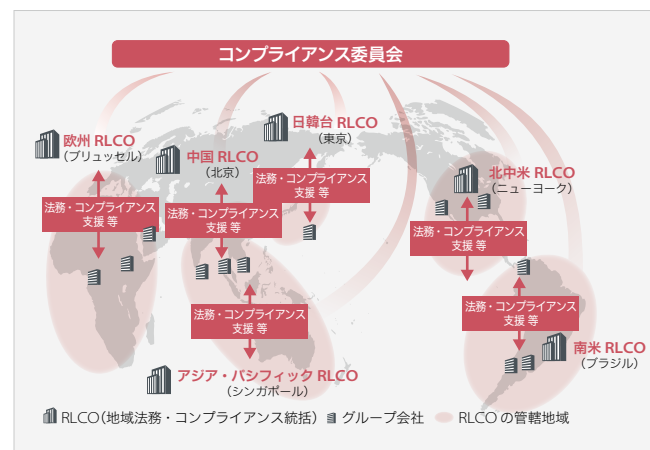 コンプライアンス委員会
欧州 RLCO
(ブリュッセル)
法務・コンプライアンス
支援 等
中国 RLCO
(北京)
法務・コンプライアンス
支援 等
日韓台 RLCO
(東京)
法務・コンプライアンス
支援 等
北中米 RLCO
(ニューヨーク)
法務・コンプライアンス
支援 等
法務・コンプライアンス
支援 等
アジア・パシフィック RLCO
(シンガポール)
法務・コンプライアンス
支援 等
南米 RLCO
(ブラジル)
RLCO(地域法務・コンプライアンス統括)
グループ会社
RLCO の管轄地域